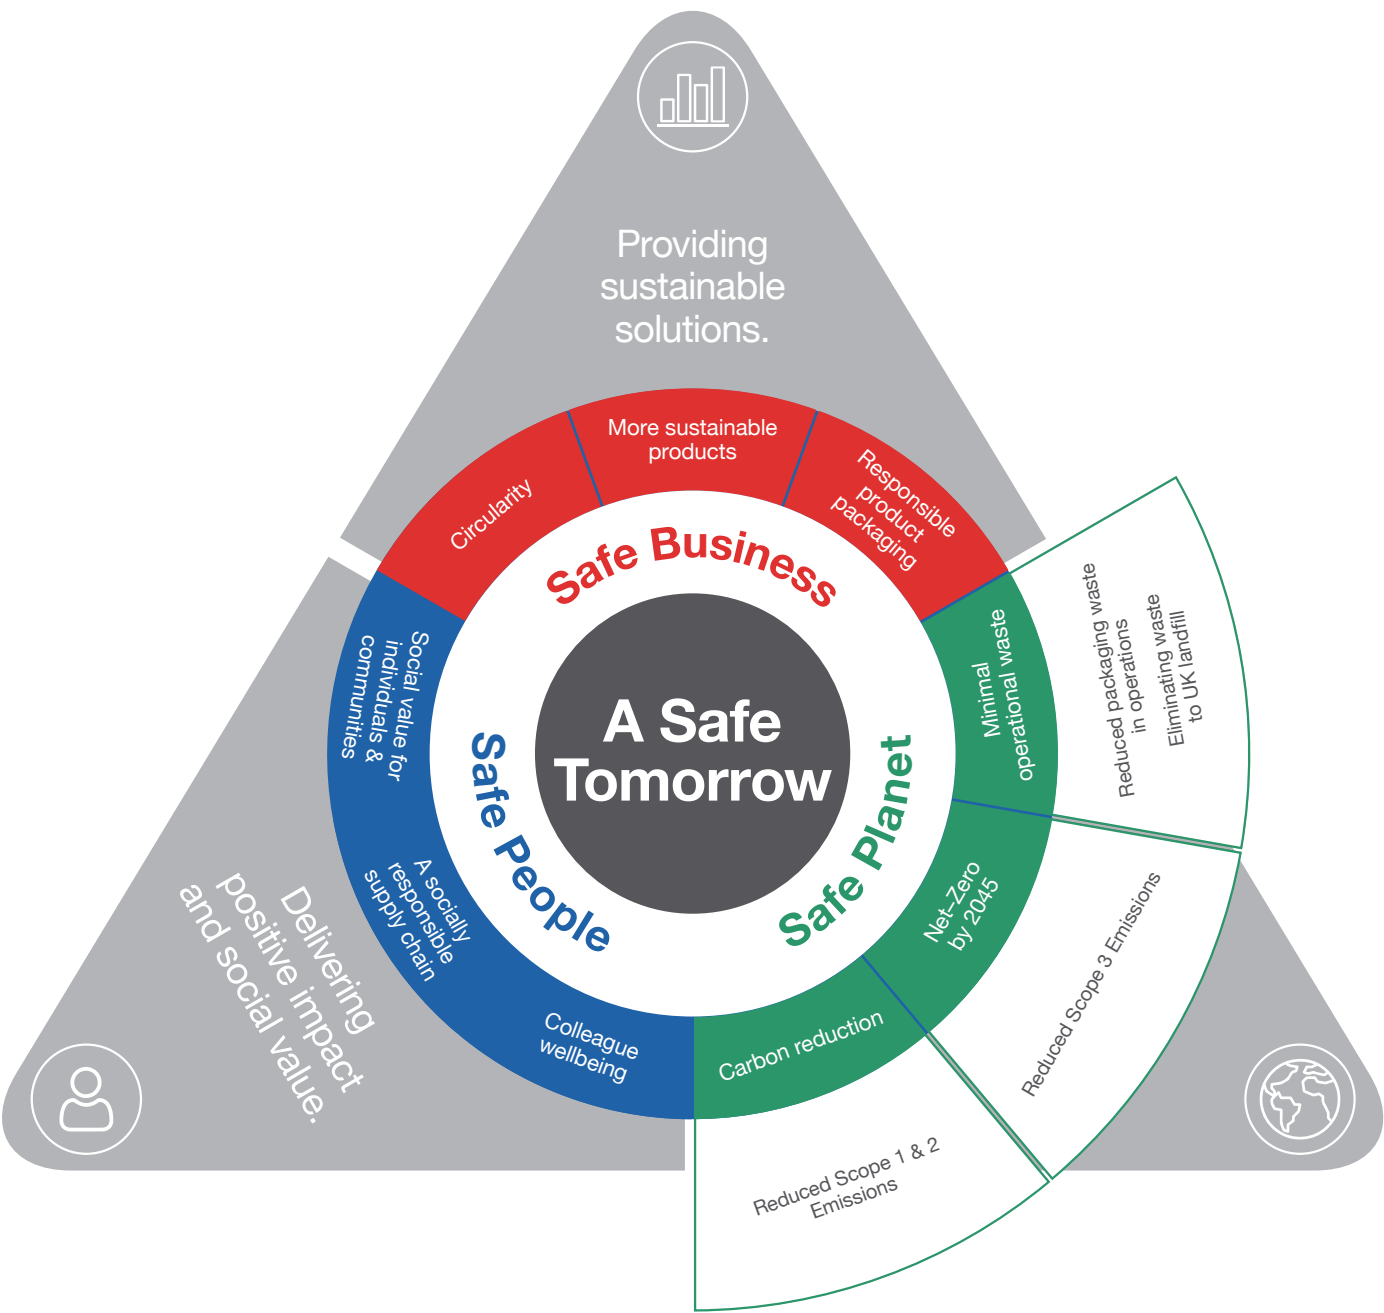 Providing
sustainable
solutions.
Circularity
More sustainable
products
Responsible
product
packaging
Safe Business
A Safe
Tomorrow
Safe Planet
Minimal
operational waste
Reduced packaging waste
in operations
Eliminating waste
to UK landfill
Net–Zero
by 2045
Reduced Scope 3 Emissions
Carbon reduction
Reduced Scope 1 & 2
Emissions
Safe People
Social value for
individuals &
communities
A socially
responsible
supply chain
Colleague
wellbeing
Delivering
positive impact
and social value.